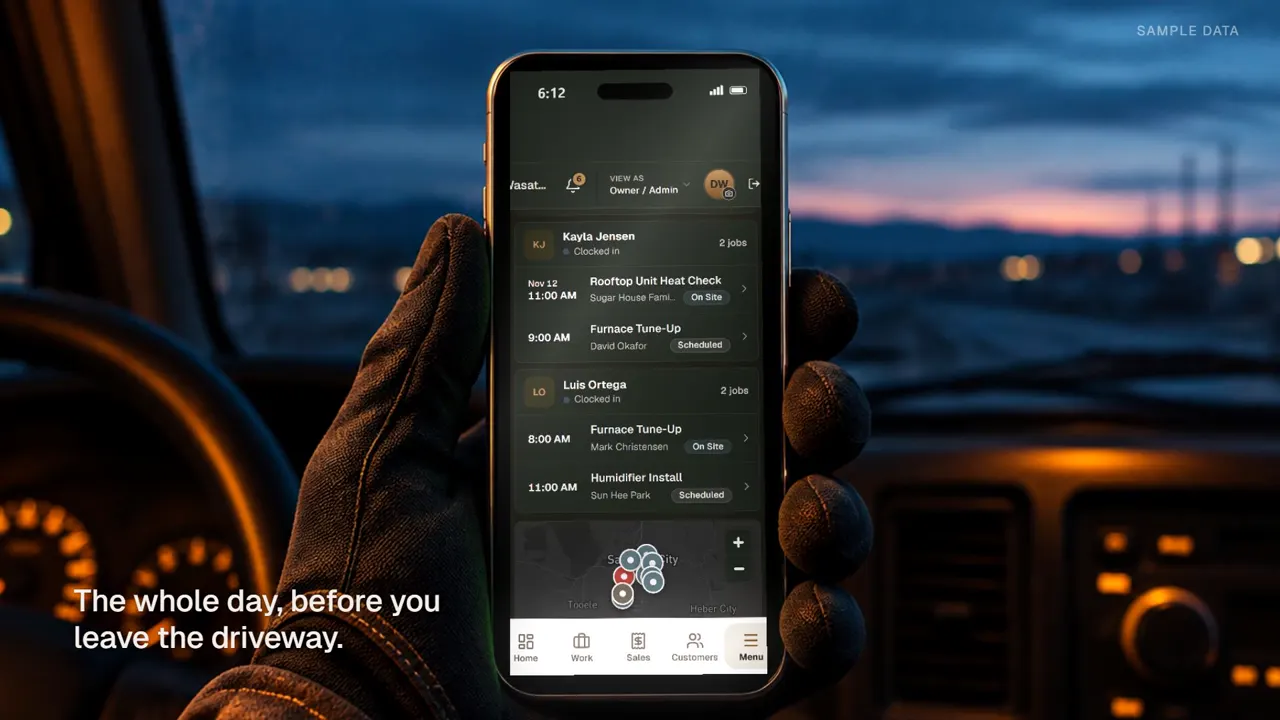 SAMPLE DATA
6:12
6
VIEW AS
Owner / Admin
DW
KJ
Kayla Jensen
Clocked in
2 jobs
Nov 12
11:00 AM
Rooftop Unit Heat Check
Sugar House Fami...
On Site
9:00 AM
Furnace Tune-Up
David Okafor
Scheduled
LO
Luis Ortega
Clocked in
2 jobs
8:00 AM
Furnace Tune-Up
Mark Christensen
On Site
11:00 AM
Humidifier Install
Sun Hee Park
Scheduled
City
Tooele
Heber City
Home
Work
Sales
Customers
Menu
The whole day, before you
leave the driveway.